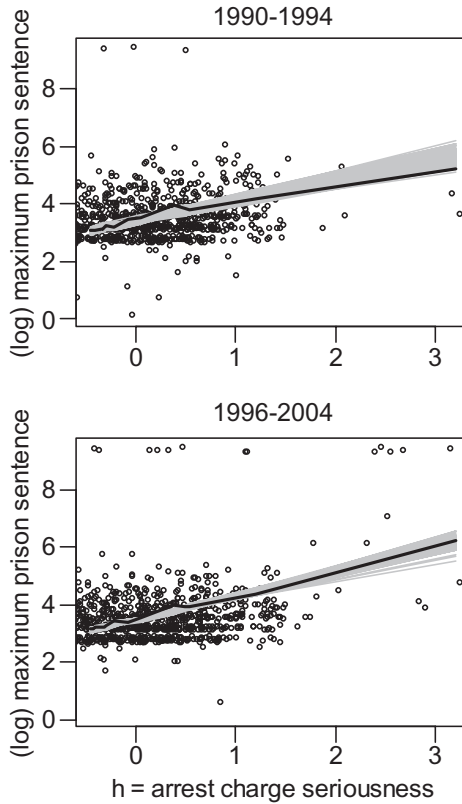 1990-1994
(log) maximum prison sentence
8
6
4
2
0
0 1 2 3
1996-2004
(log) maximum prison sentence
8
6
4
2
0
0 1 2 3
h = arrest charge seriousness